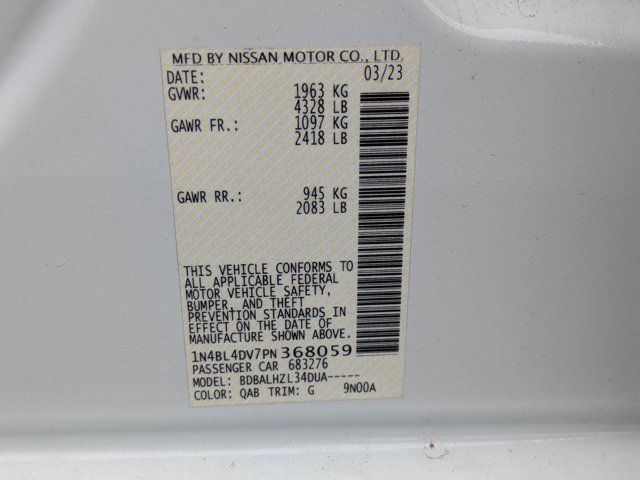 MFD BY NISSAN MOTOR CO., LTD.
DATE: 03/23
GVWR: 1963 KG
4328 LB
GAWR FR.: 1097 KG
2418 LB
GAWR RR.: 945 KG
2083 LB
THIS VEHICLE CONFORMS TO
ALL APPLICABLE FEDERAL
MOTOR VEHICLE SAFETY,
BUMPER, AND THEFT
PREVENTION STANDARDS IN
EFFECT ON THE DATE OF
MANUFACTURE SHOWN ABOVE.
1N4BL4DV7PN368059
PASSENGER CAR 683276
MODEL: BDBALHZL34DUA-----
COLOR: QAB TRIM: G 9N00A